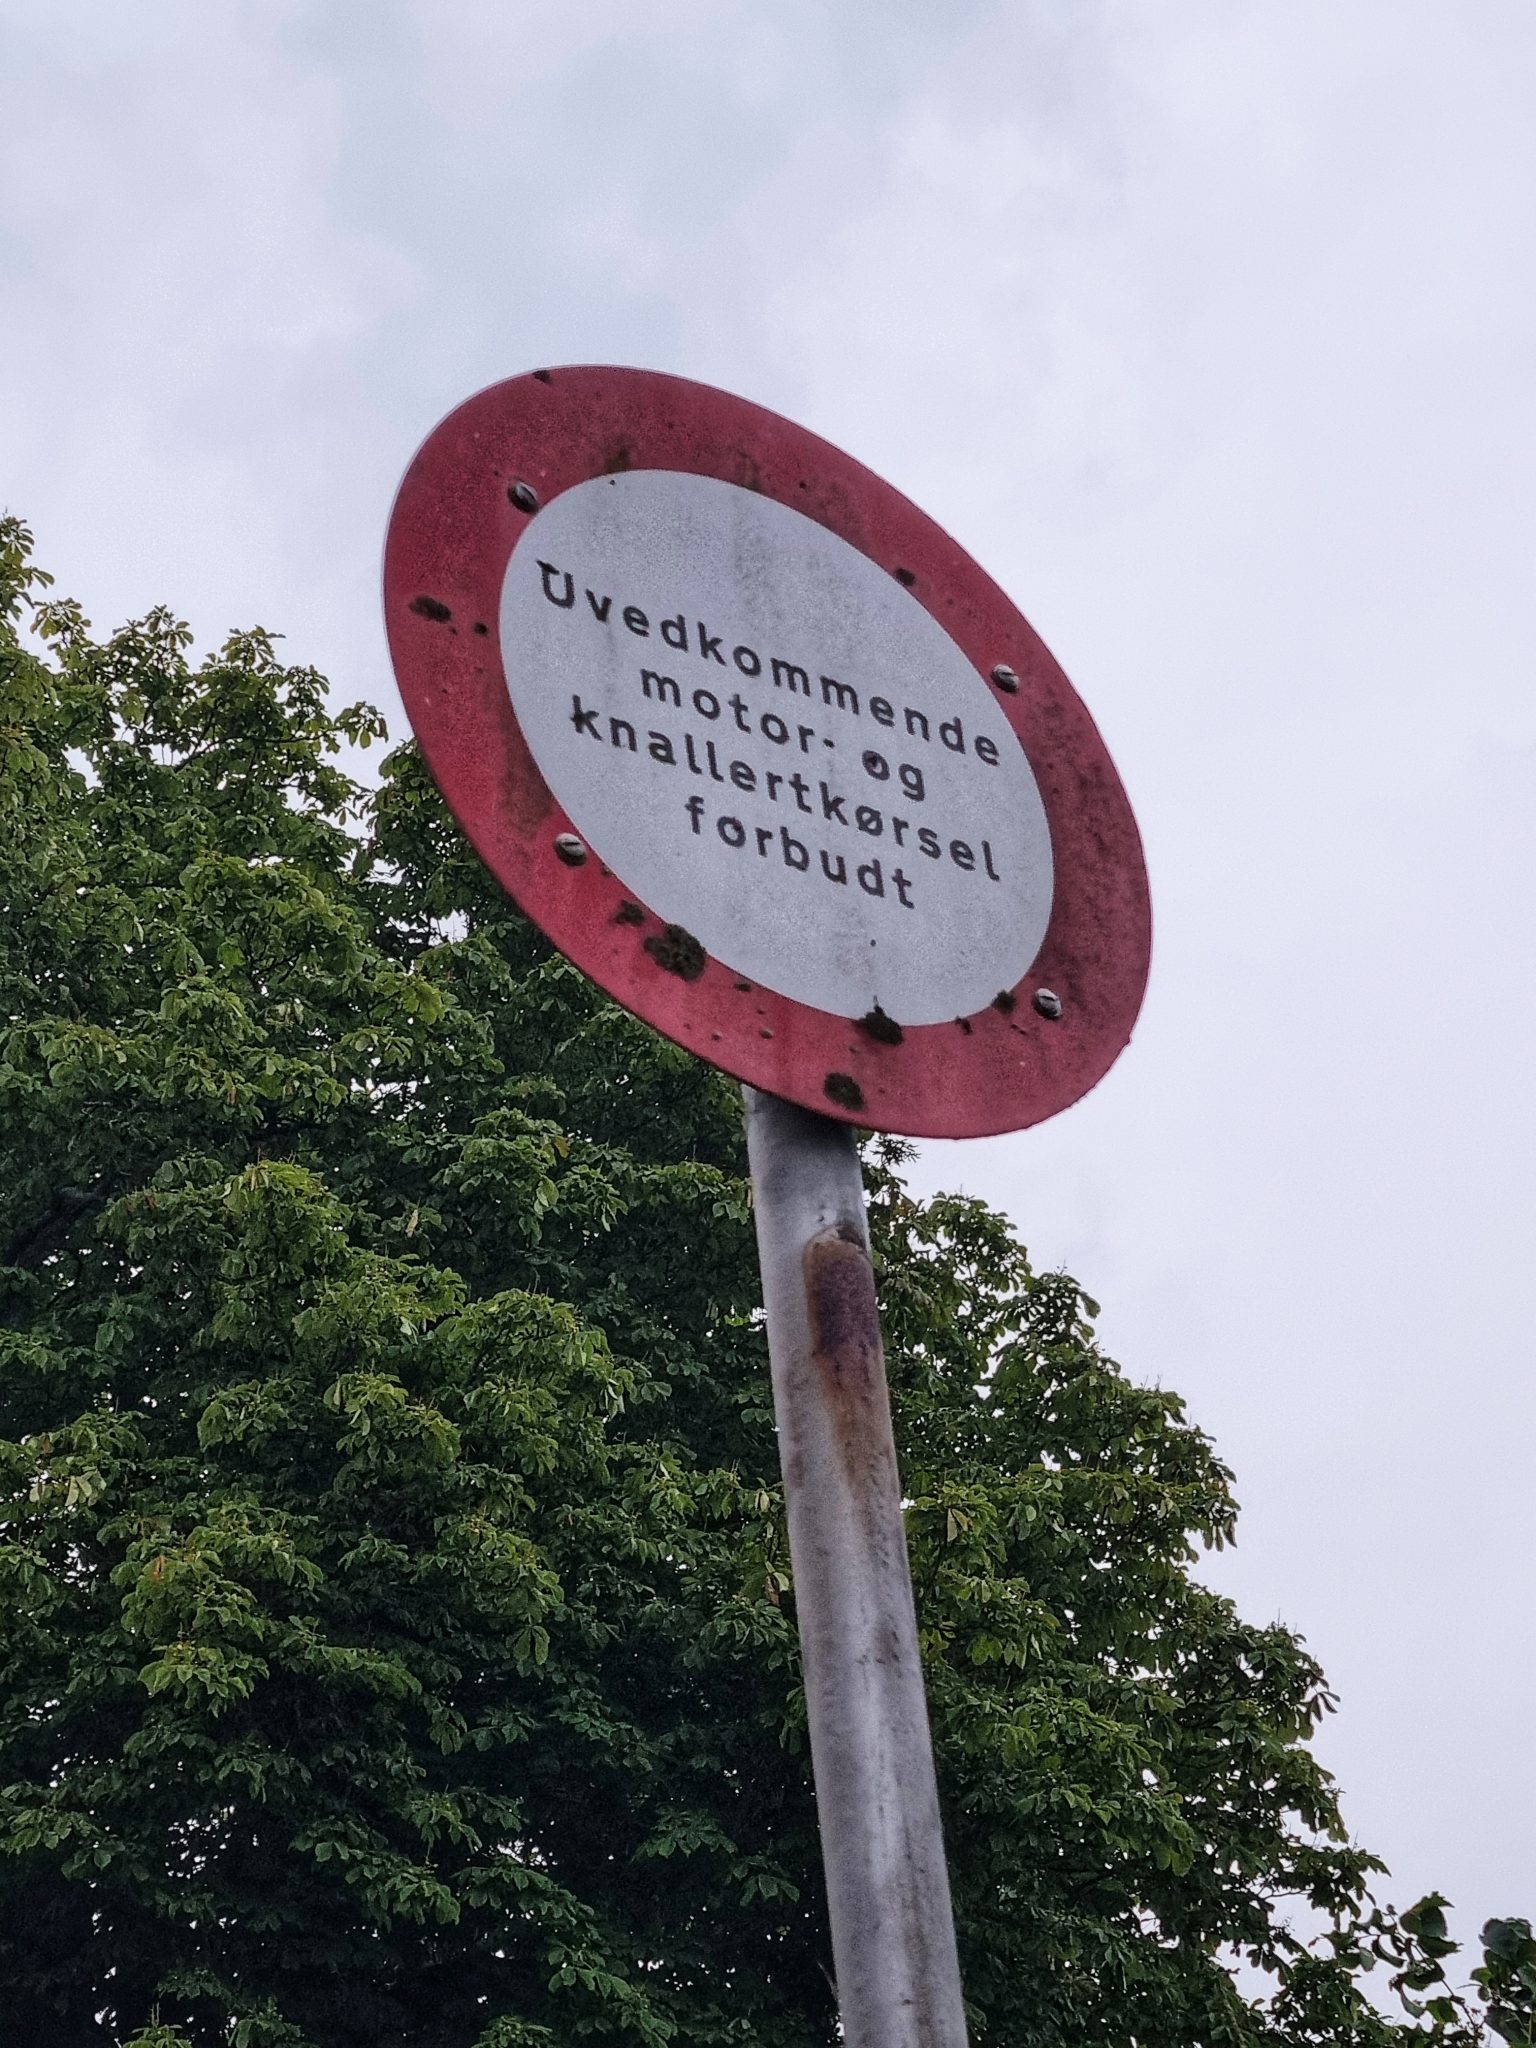 Uvedkommende
motor- og
knallertkørsel
forbudt